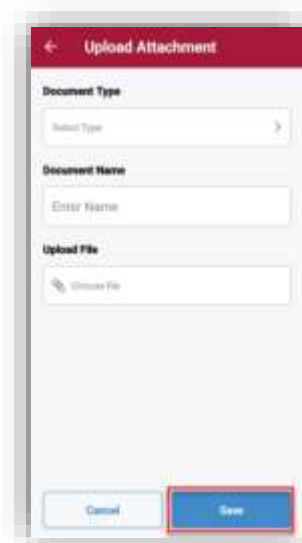 Upload Attachment
Document Type
Select Type
Document Name
Enter Name
Upload File
Choose File
Cancel
Save